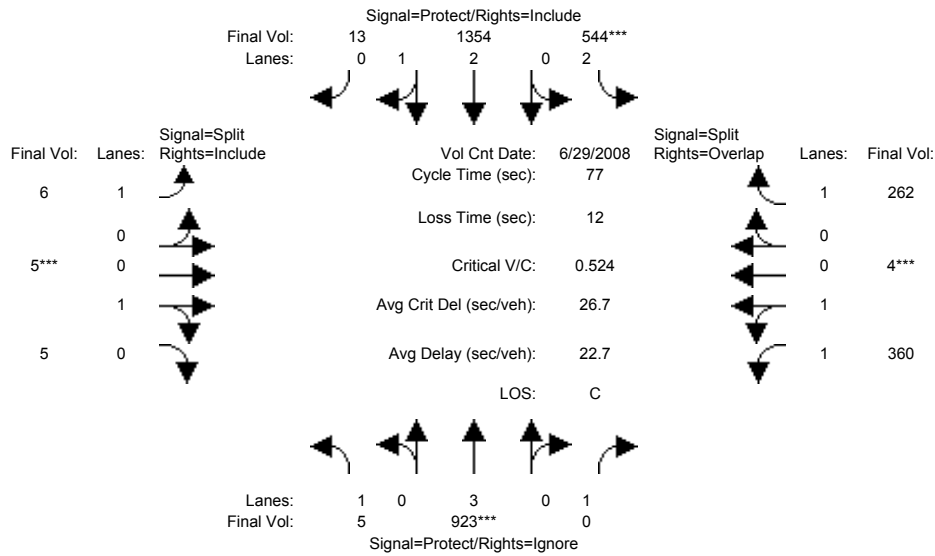 Signal=Protect/Rights=Include
Final Vol: 13 1354 544***
Lanes: 0 1 2 0 2
Signal=Split
Final Vol: Lanes: Rights=Include
Vol Cnt Date: 6/29/2008
Signal=Split
Rights=Overlap Lanes: Final Vol:
Cycle Time (sec): 77
6 1
1 262
Loss Time (sec): 12
0
0
5*** 0
Critical V/C: 0.524
0 4***
1
Avg Crit Del (sec/veh): 26.7
1
5 0
Avg Delay (sec/veh): 22.7
1 360
LOS: C
Lanes: 1 0 3 0 1
Final Vol: 5 923*** 0
Signal=Protect/Rights=Ignore